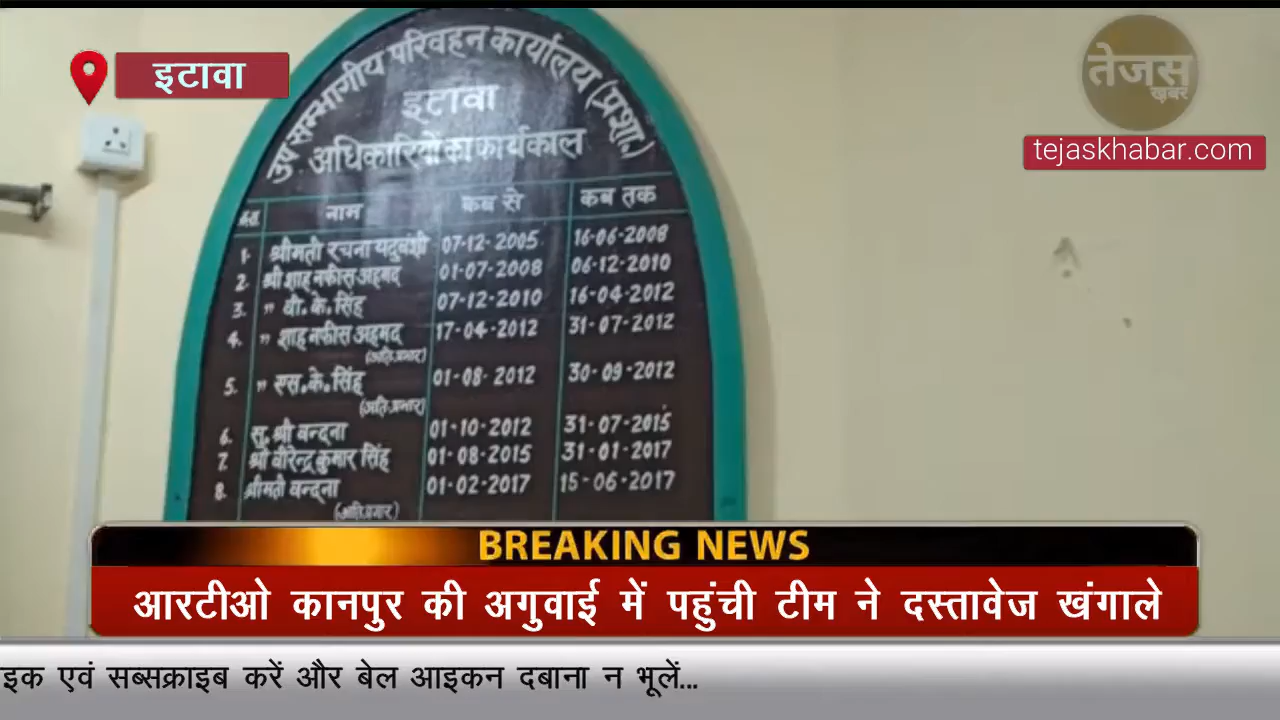 इटावा
तेजस
ख़बर
tejaskhabar.com
उप सम्भागीय परिवहन कार्यालय (प्रशा.)
इटावा
अधिकारियों का कार्यकाल
क्र.सं. नाम कब से कब तक
1. श्रीमती रचना यदुबंशी 07-12-2005 16-06-2008
2. श्री शाह नफीस अहमद 01-07-2008 06-12-2010
3. " वी. के. सिंह 07-12-2010 16-04-2012
4. " शाह नफीस अहमद 17-04-2012 31-07-2012
(अति.प्रभार)
5. " एस. के. सिंह 01-08-2012 30-09-2012
(अति.प्रभार)
6. सु. श्री वन्दना 01-10-2012 31-07-2015
7. श्री वीरेन्द्र कुमार सिंह 01-08-2015 31-01-2017
8. श्रीमती वन्दना 01-02-2017 15-06-2017
(अति.प्रभार)
BREAKING NEWS
आरटीओ कानपुर की अगुवाई में पहुंची टीम ने दस्तावेज खंगाले
इक एवं सब्सक्राइब करें और बेल आइकन दबाना न भूलें...